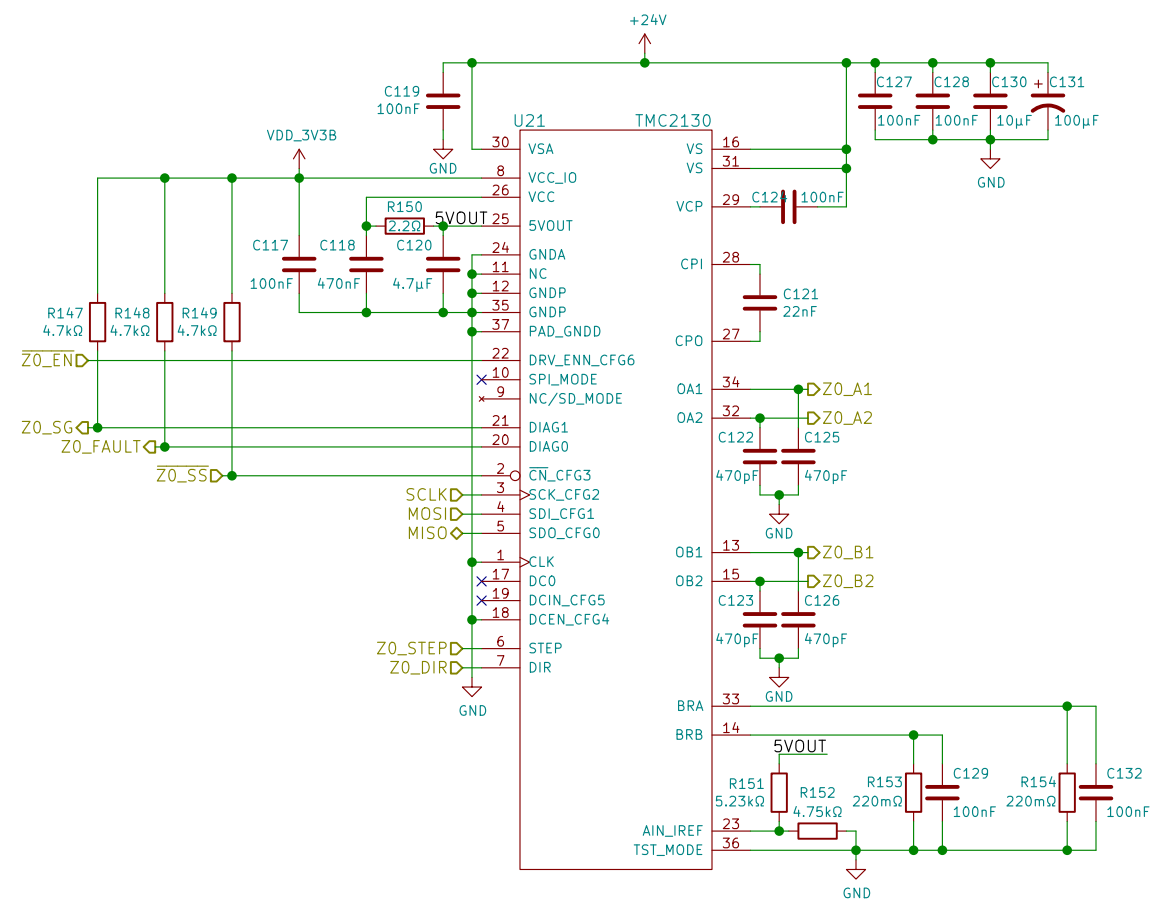 +24V
C119
100nF
GND
C127
100nF
C128
100nF
C130
10µF
+
C131
100µF
GND
U21
TMC2130
VDD_3V3B
30 VSA
8 VCC_IO
26 VCC
25 5VOUT
24 GNDA
11 NC
12 GNDP
35 GNDP
37 PAD_GNDD
22 DRV_ENN_CFG6
10 SPI_MODE
9 NC/SD_MODE
21 DIAG1
20 DIAG0
2 CN_CFG3
3 SCK_CFG2
4 SDI_CFG1
5 SDO_CFG0
1 CLK
17 DCO
19 DCIN_CFG5
18 DCEN_CFG4
6 STEP
7 DIR
VS 16
VS 31
VCP 29
CPI 28
CPO 27
OA1 34
OA2 32
OB1 13
OB2 15
BRA 33
BRB 14
AIN_IREF 23
TST_MODE 36
R150
2.2Ω
5VOUT
C117
100nF
C118
470nF
C120
4.7µF
R147
4.7kΩ
R148
4.7kΩ
R149
4.7kΩ
Z0_EN
Z0_SG
Z0_FAULT
Z0_SS
SCLK
MOSI
MISO
Z0_STEP
Z0_DIR
GND
C124
100nF
C121
22nF
Z0_A1
Z0_A2
C122
470pF
C125
470pF
GND
Z0_B1
Z0_B2
C123
470pF
C126
470pF
GND
5VOUT
R151
5.23kΩ
R152
4.75kΩ
R153
220mΩ
C129
100nF
R154
220mΩ
C132
100nF
GND